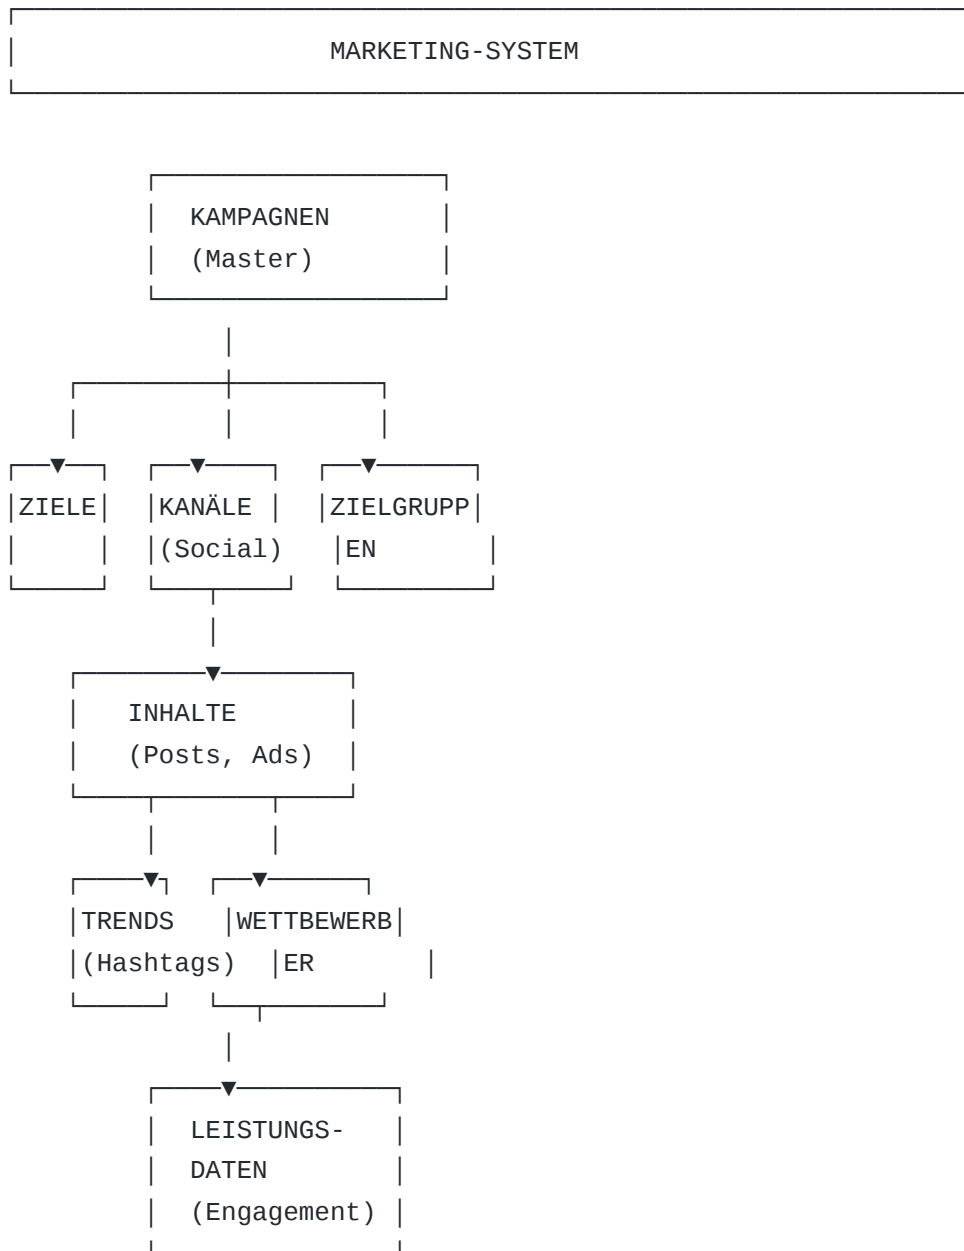 MARKETING-SYSTEM
KAMPAGNEN
(Master)
ZIELE KANÄLE ZIELGRUPP
(Social) EN
INHALTE
(Posts, Ads)
TRENDS WETTBEWERB
(Hashtags) ER
LEISTUNGS-
DATEN
(Engagement)